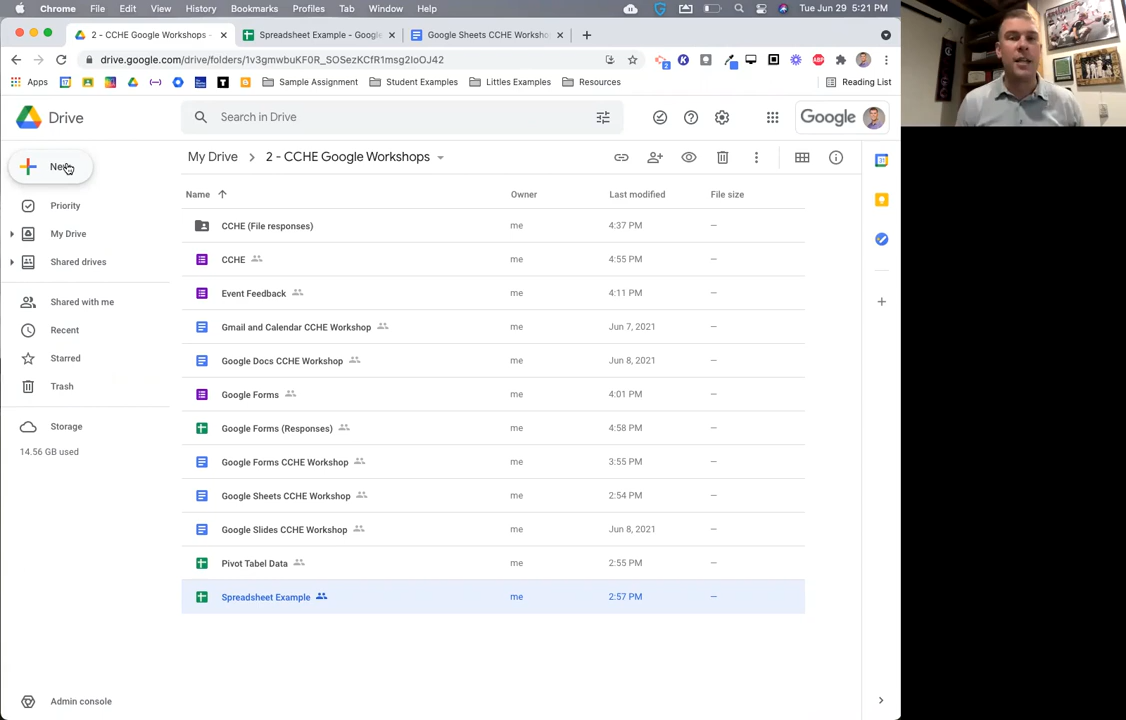 Chrome File Edit View History Bookmarks Profiles Tab Window Help Tue Jun 29 5:21 PM
2 - CCHE Google Workshops - Spreadsheet Example - Google Google Sheets CCHE Workshop
drive.google.com/drive/folders/1v3gmwbuKF0R_SOSezKCfR1msg2IoOJ42
Apps Sample Assignment Student Examples Littles Examples Resources Reading List
Drive Search in Drive Google
New My Drive 2 - CCHE Google Workshops
Name Owner Last modified File size
Priority
My Drive
Shared drives
Shared with me
Recent
Starred
Trash
Storage
14.56 GB used
Admin console
CCHE (File responses) me 4:37 PM –
CCHE me 4:55 PM –
Event Feedback me 4:11 PM –
Gmail and Calendar CCHE Workshop me Jun 7, 2021 –
Google Docs CCHE Workshop me Jun 8, 2021 –
Google Forms me 4:01 PM –
Google Forms (Responses) me 4:58 PM –
Google Forms CCHE Workshop me 3:55 PM –
Google Sheets CCHE Workshop me 2:54 PM –
Google Slides CCHE Workshop me Jun 8, 2021 –
Pivot Tabel Data me 2:55 PM –
Spreadsheet Example me 2:57 PM –